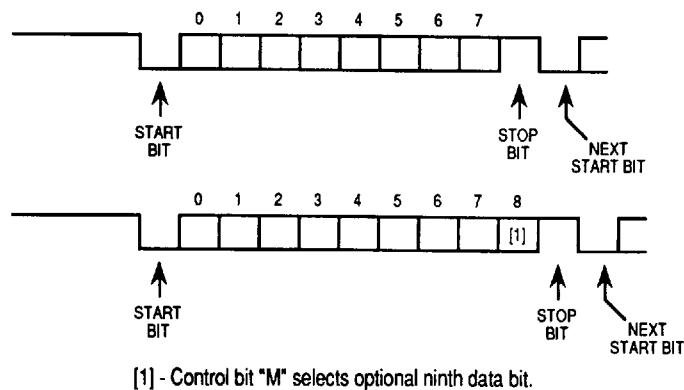 0 1 2 3 4 5 6 7
START
BIT
STOP
BIT
NEXT
START BIT
0 1 2 3 4 5 6 7 8
[1]
START
BIT
STOP
BIT
NEXT
START BIT
[1] - Control bit "M" selects optional ninth data bit.